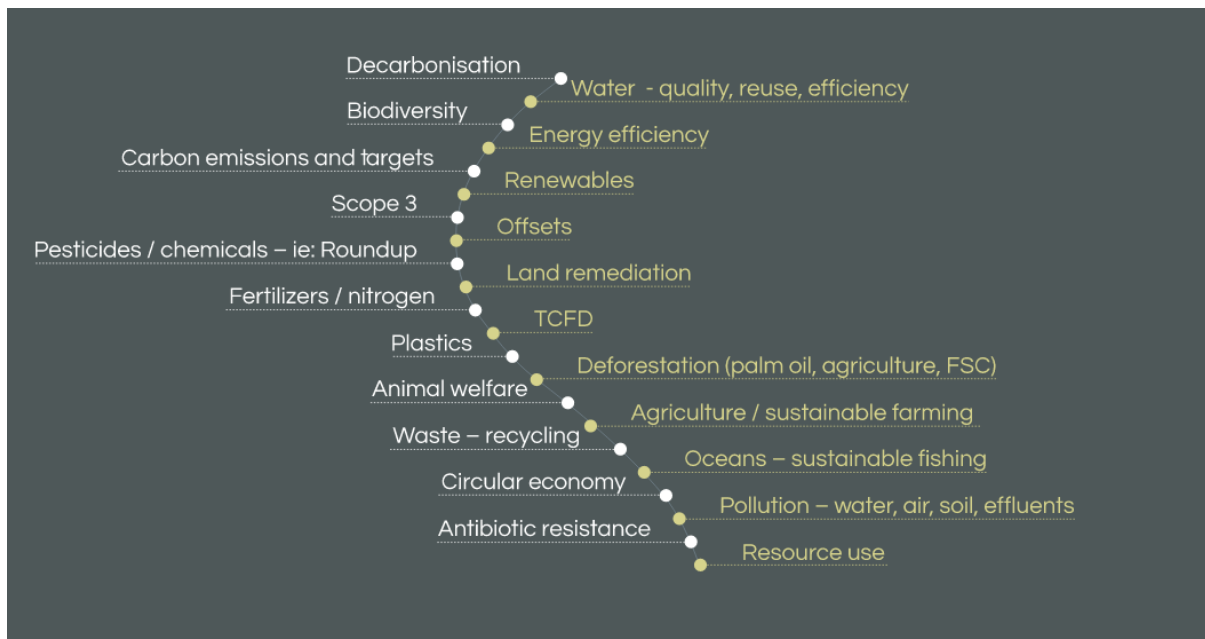 Decarbonisation
Water - quality, reuse, efficiency
Biodiversity
Energy efficiency
Carbon emissions and targets
Renewables
Scope 3
Offsets
Pesticides / chemicals – ie: Roundup
Land remediation
Fertilizers / nitrogen
TCFD
Plastics
Deforestation (palm oil, agriculture, FSC)
Animal welfare
Agriculture / sustainable farming
Waste – recycling
Oceans – sustainable fishing
Circular economy
Pollution – water, air, soil, effluents
Antibiotic resistance
Resource use